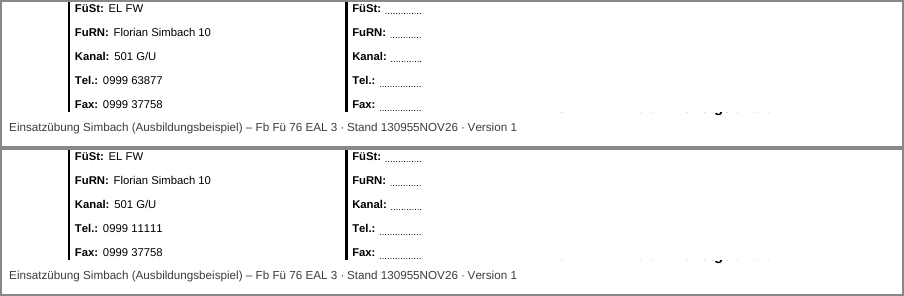 FüSt: EL FW FüSt: .............
FuRN: Florian Simbach 10 FuRN: .............
Kanal: 501 G/U Kanal: .............
Tel.: 0999 63877 Tel.: .............
Fax: 0999 37758 Fax: .............
Einsatzübung Simbach (Ausbildungsbeispiel) – Fb Fü 76 EAL 3 · Stand 130955NOV26 · Version 1
FüSt: EL FW FüSt: .............
FuRN: Florian Simbach 10 FuRN: .............
Kanal: 501 G/U Kanal: .............
Tel.: 0999 11111 Tel.: .............
Fax: 0999 37758 Fax: .............
Einsatzübung Simbach (Ausbildungsbeispiel) – Fb Fü 76 EAL 3 · Stand 130955NOV26 · Version 1